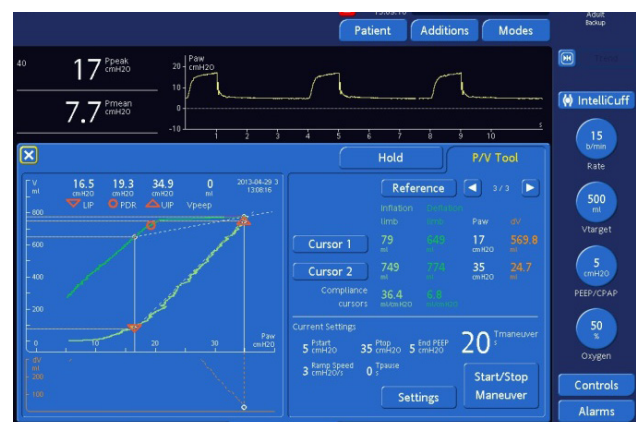 Adult
Backup
Patient
Additions
Modes
40
17 Ppeak cmH2O
7.7 Pmean cmH2O
Paw
cmH2O
20
10
0
-10
1 2 3 4 5 6 7 8 9 10 s
IntelliCuff
15
b/min
Rate
500
ml
Vtarget
5
cmH2O
PEEP/CPAP
50
%
Oxygen
Controls
Alarms
X
Hold
P/V Tool
V
ml
16.5 19.3 34.9 0
cmH2O cmH2O cmH2O ml
LIP PDR UIP Vpeep
2013-04-29 3
13:08:16
800
600
400
200
0
10 20 30 40
Paw
cmH2O
dV
ml
200
100
Reference
3 / 3
Inflation Deflation
limb limb Paw dV
Cursor 1 79 649 17 569.8
ml ml cmH2O ml
Cursor 2 749 774 35 24.7
ml ml cmH2O ml
Compliance
cursors
36.4 6.8
ml/cmH2O ml/cmH2O
Current Settings
5 Pstart cmH2O
35 Ptop cmH2O
5 End PEEP cmH2O
20 Tmaneuver s
3 Ramp Speed cmH2O/s
0 Tpause s
Settings
Start/Stop
Maneuver